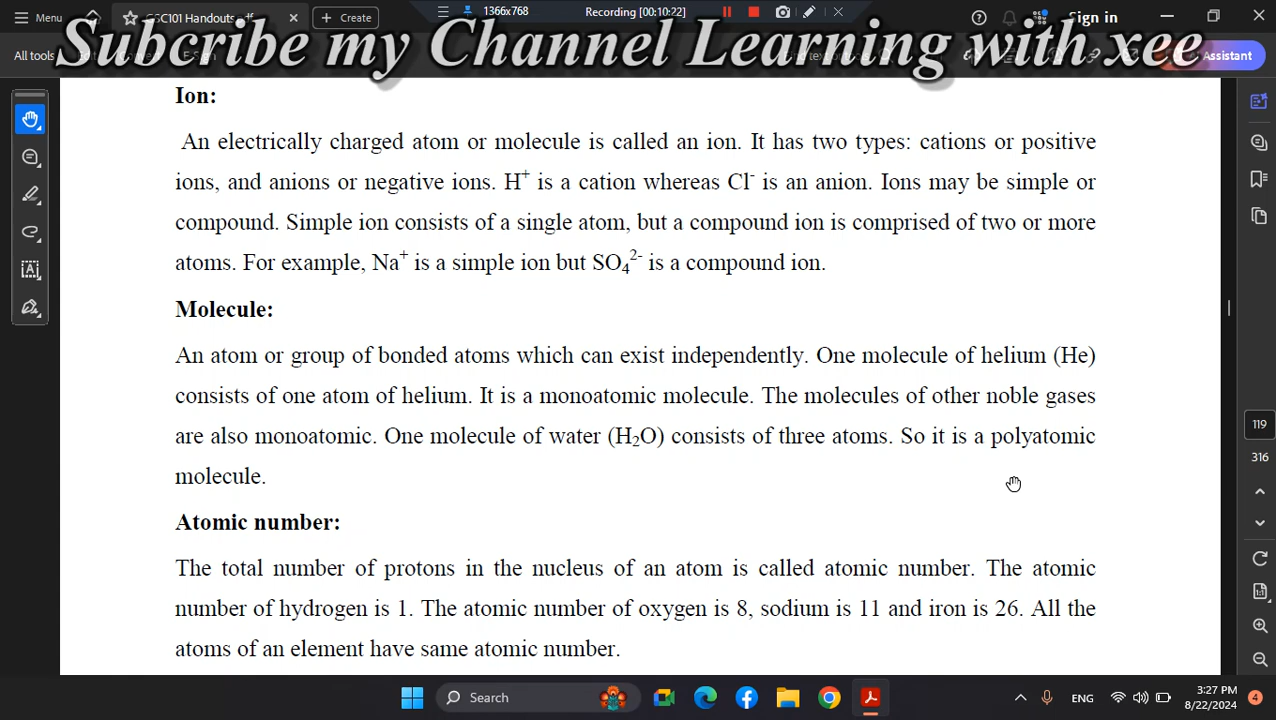 Menu
GSC101 Handouts.pdf
Create
1366x768
Recording [00:10:22]
Sign in
Subcribe my Channel Learning with xee
All tools
Assistant
Ion:
An electrically charged atom or molecule is called an ion. It has two types: cations or positive
ions, and anions or negative ions. H⁺ is a cation whereas Cl⁻ is an anion. Ions may be simple or
compound. Simple ion consists of a single atom, but a compound ion is comprised of two or more
atoms. For example, Na⁺ is a simple ion but SO₄²⁻ is a compound ion.
Molecule:
An atom or group of bonded atoms which can exist independently. One molecule of helium (He)
consists of one atom of helium. It is a monoatomic molecule. The molecules of other noble gases
are also monoatomic. One molecule of water (H₂O) consists of three atoms. So it is a polyatomic
molecule.
Atomic number:
The total number of protons in the nucleus of an atom is called atomic number. The atomic
number of hydrogen is 1. The atomic number of oxygen is 8, sodium is 11 and iron is 26. All the
atoms of an element have same atomic number.
119
316
Search
ENG
3:27 PM
8/22/2024
4